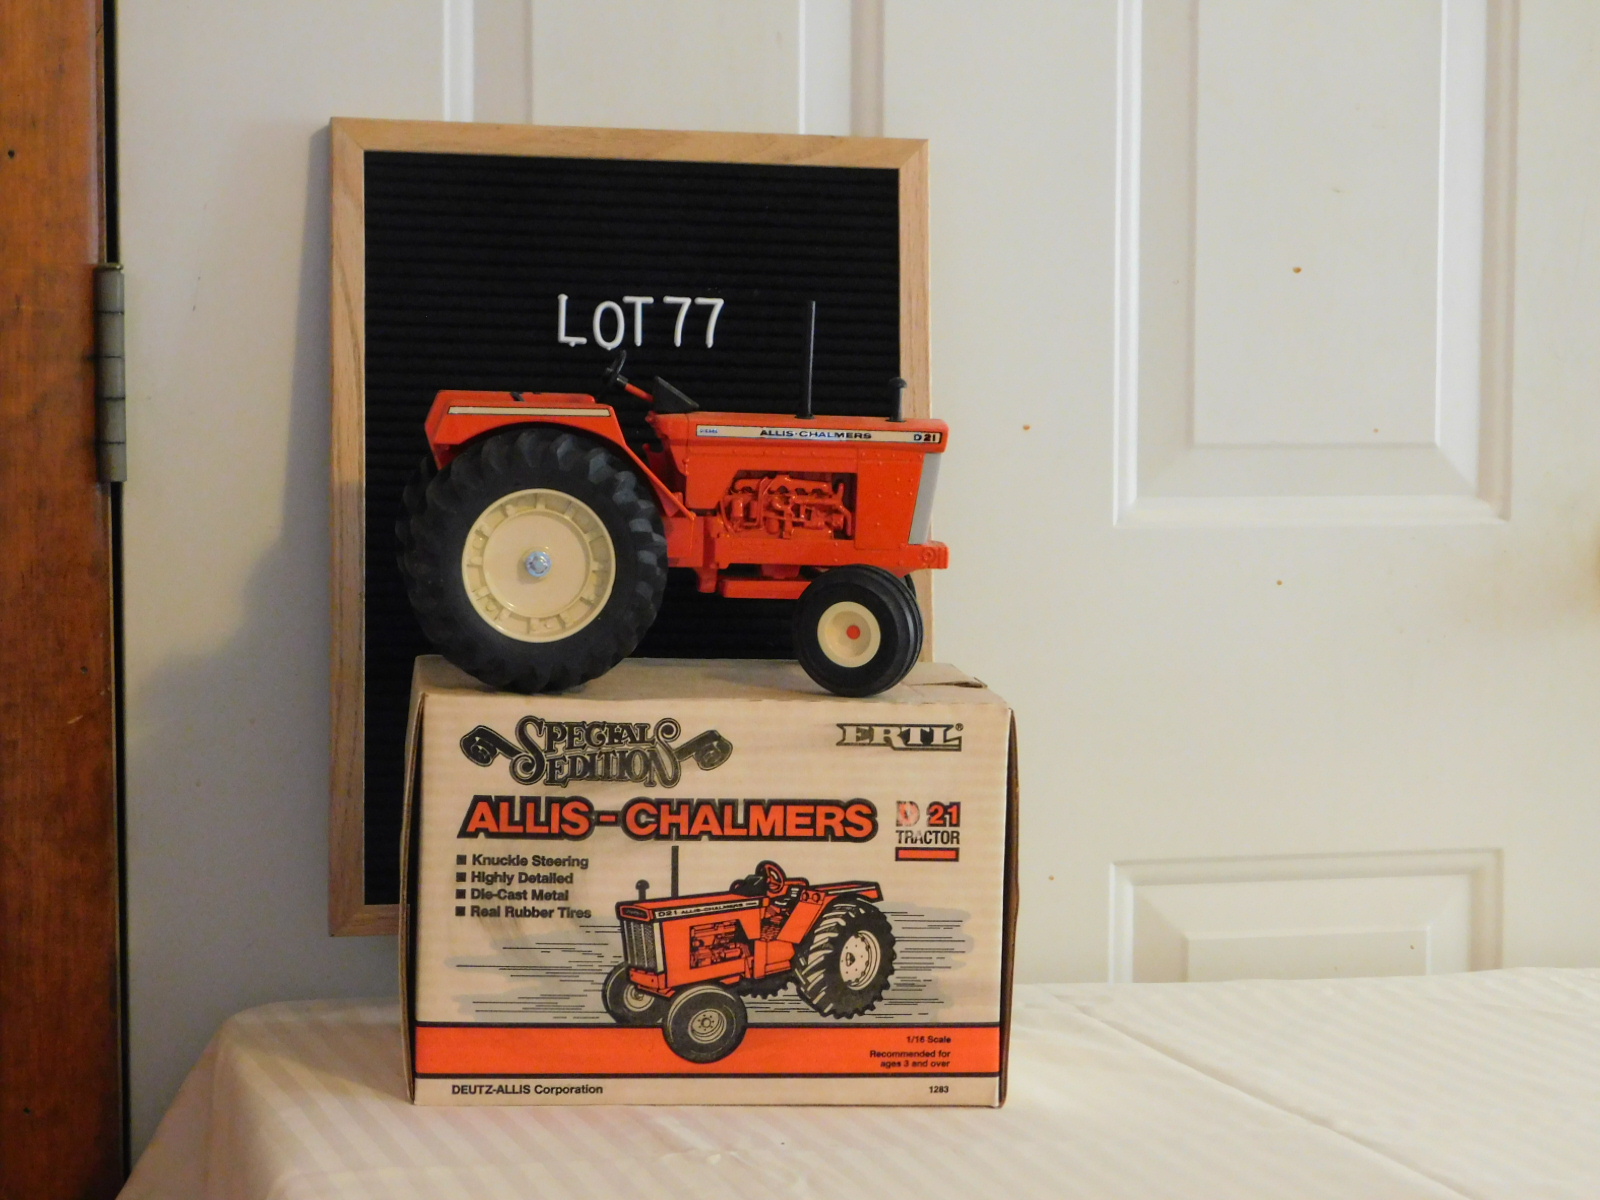 LOT 77
DIESEL
ALLIS-CHALMERS D21
SPECIAL EDITION
ERTL®
ALLIS-CHALMERS
D 21
TRACTOR
■ Knuckle Steering
■ Highly Detailed
■ Die-Cast Metal
■ Real Rubber Tires
D21 ALLIS-CHALMERS
1/16 Scale
Recommended for
ages 3 and over
DEUTZ-ALLIS Corporation
1283